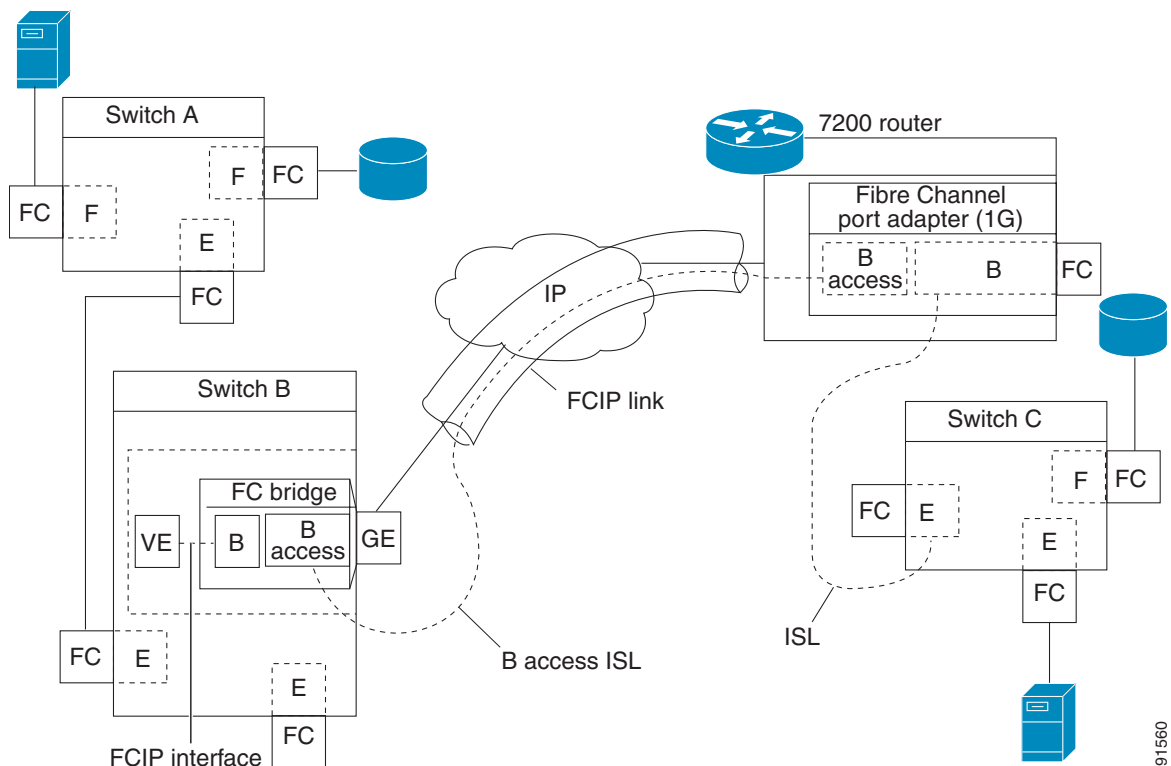 Switch A
F
FC
FC
F
E
FC
Switch B
FC bridge
VE
B
B
access
GE
FC
E
E
FC
FCIP interface
B access ISL
IP
FCIP link
7200 router
Fibre Channel
port adapter (1G)
B
access
B
FC
Switch C
F
FC
FC
E
E
FC
ISL
91560